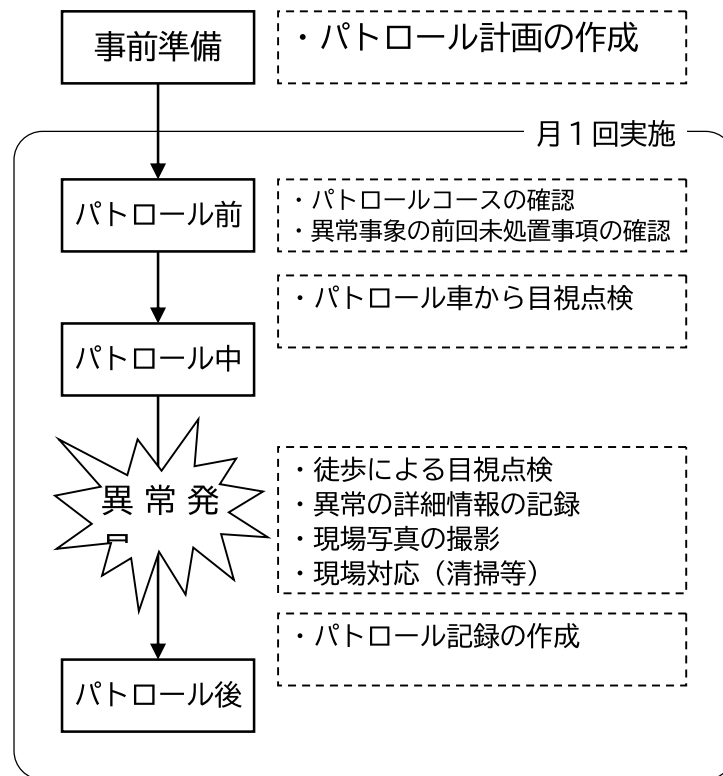 事前準備
・パトロール計画の作成
月１回実施
パトロール前
・パトロールコースの確認
・異常事象の前回未処置事項の確認
・パトロール車から目視点検
パトロール中
異常発
・徒歩による目視点検
・異常の詳細情報の記録
・現場写真の撮影
・現場対応（清掃等）
・パトロール記録の作成
パトロール後